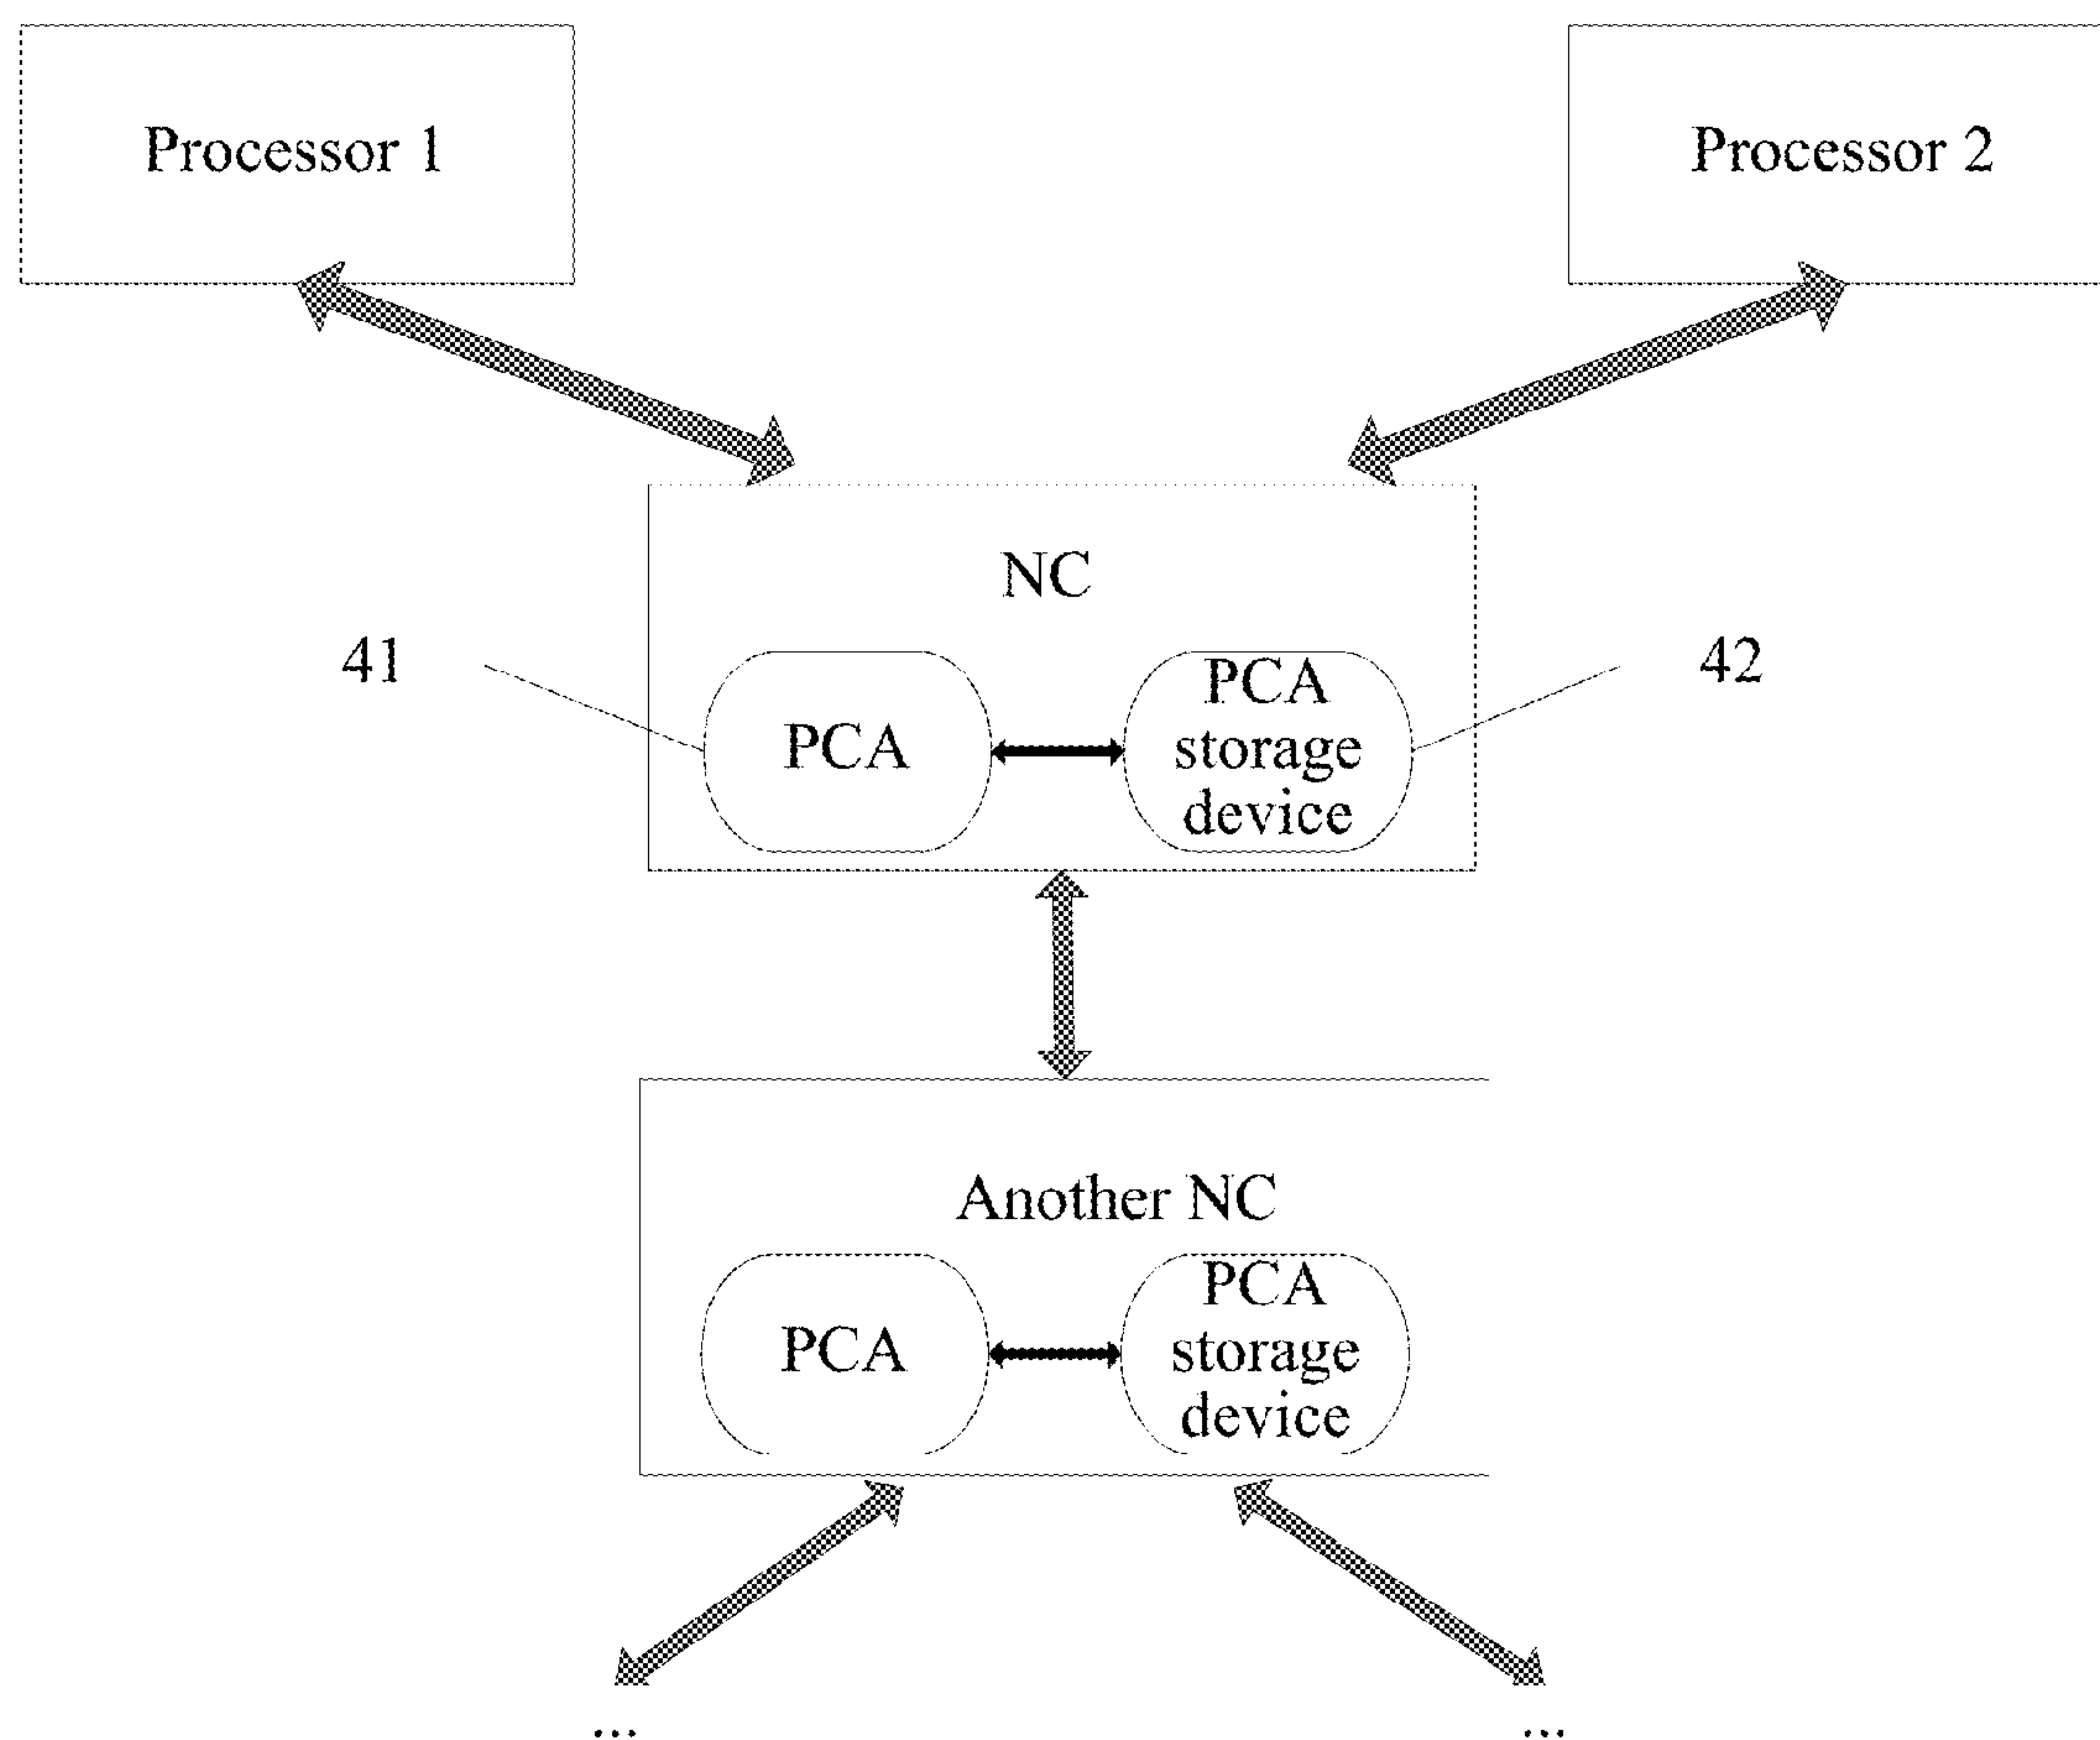 Processor 1
Processor 2
NC
41
42
PCA
PCA
storage
device
Another NC
PCA
PCA
storage
device
...
...